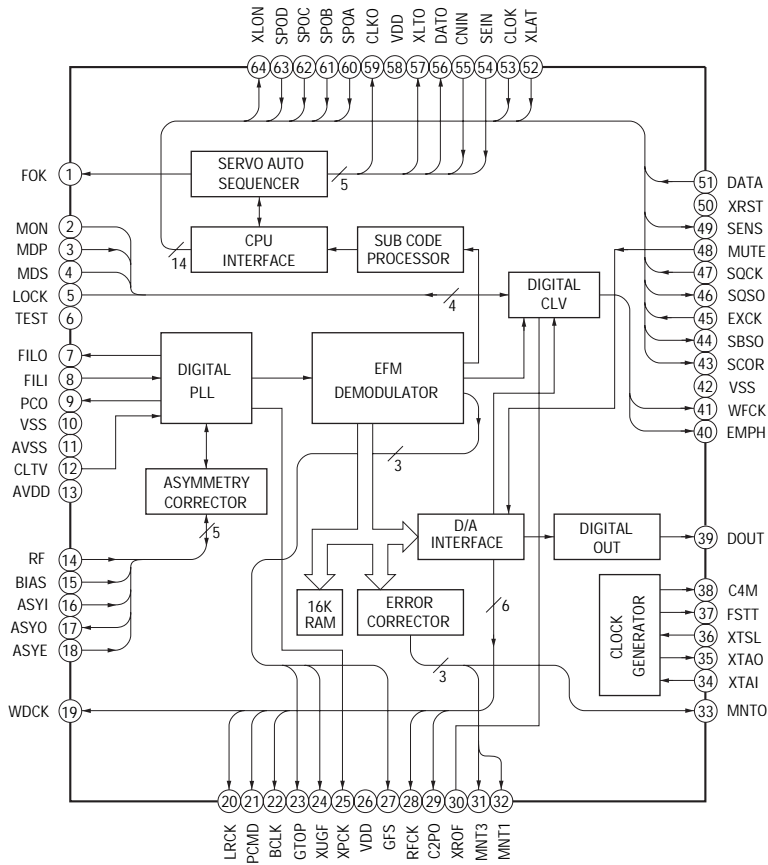 XLON
SPOD
SPOC
SPOB
SPOA
CLKO
VDD
XLTO
DATO
CNIN
SEIN
CLOK
XLAT
64
63
62
61
60
59
58
57
56
55
54
53
52
FOK 1
MON 2
MDP 3
MDS 4
LOCK 5
TEST 6
FILO 7
FILI 8
PCO 9
VSS 10
AVSS 11
CLTV 12
AVDD 13
RF 14
BIAS 15
ASYI 16
ASYO 17
ASYE 18
WDCK 19
SERVO AUTO
SEQUENCER
5
CPU
INTERFACE
14
SUB CODE
PROCESSOR
DIGITAL
CLV
4
DIGITAL
PLL
EFM
DEMODULATOR
3
ASYMMETRY
CORRECTOR
5
D/A
INTERFACE
6
DIGITAL
OUT
16K
RAM
ERROR
CORRECTOR
3
CLOCK
GENERATOR
51 DATA
50 XRST
49 SENS
48 MUTE
47 SQCK
46 SQSO
45 EXCK
44 SBSO
43 SCOR
42 VSS
41 WFCK
40 EMPH
39 DOUT
38 C4M
37 FSTT
36 XTSL
35 XTAO
34 XTAI
33 MNTO
20
21
22
23
24
25
26
27
28
29
30
31
32
LRCK
PCMD
BCLK
GTOP
XUGF
XPCK
VDD
GFS
RFCK
C2PO
XROF
MNT3
MNT1